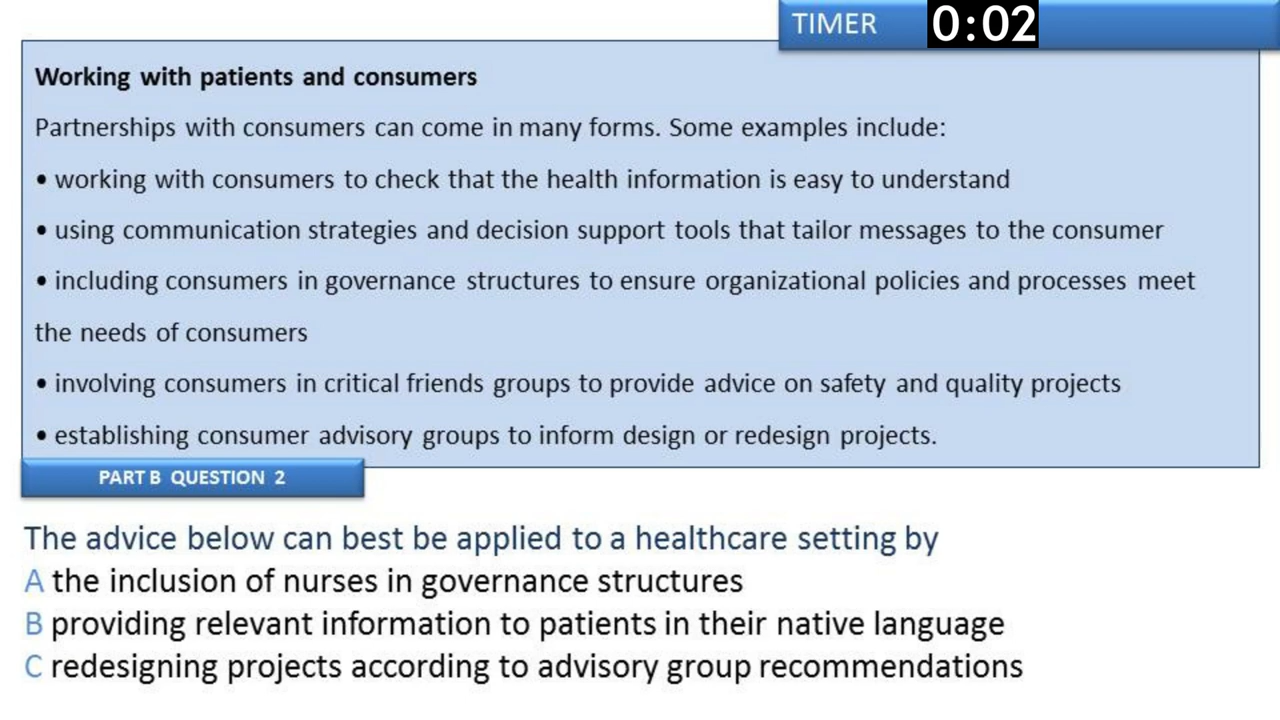 TIMER 0:02
Working with patients and consumers
Partnerships with consumers can come in many forms. Some examples include:
• working with consumers to check that the health information is easy to understand
• using communication strategies and decision support tools that tailor messages to the consumer
• including consumers in governance structures to ensure organizational policies and processes meet
the needs of consumers
• involving consumers in critical friends groups to provide advice on safety and quality projects
• establishing consumer advisory groups to inform design or redesign projects.
PART B QUESTION 2
The advice below can best be applied to a healthcare setting by
A the inclusion of nurses in governance structures
B providing relevant information to patients in their native language
C redesigning projects according to advisory group recommendations